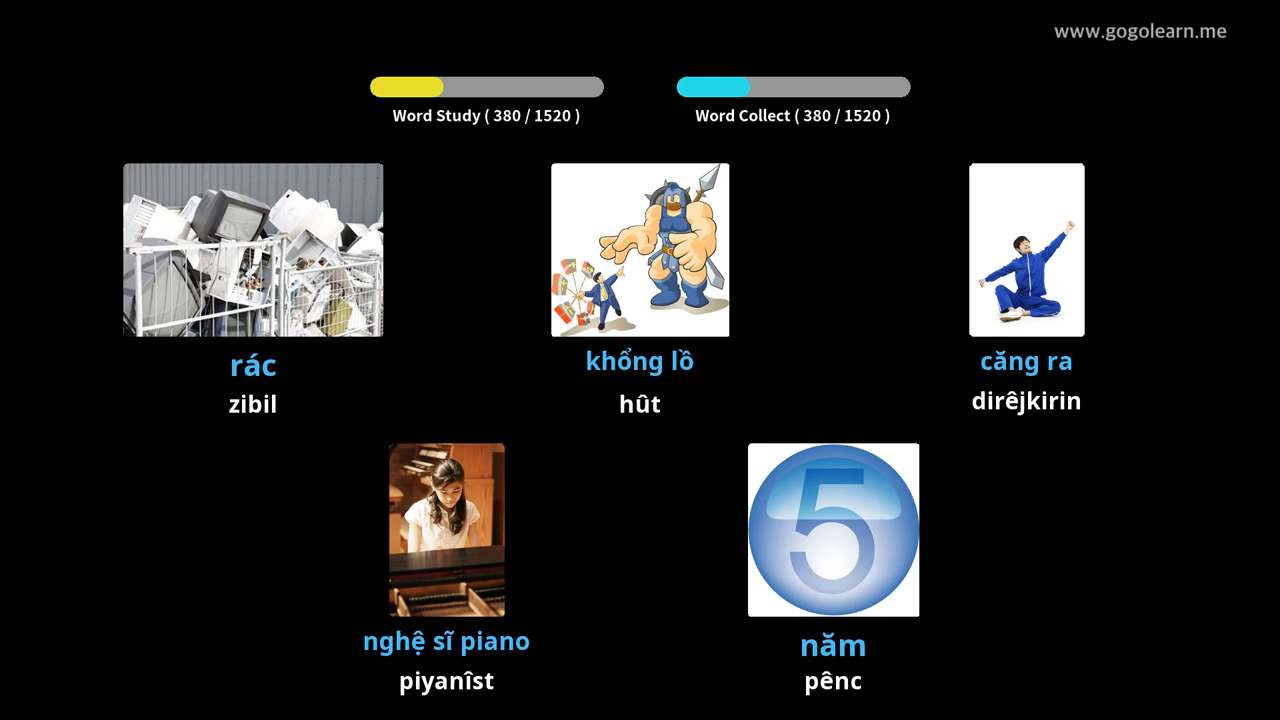 www.gogolearn.me
Word Study ( 380 / 1520 )
Word Collect ( 380 / 1520 )
rác
zibil
khổng lồ
hût
căng ra
dirêjkirin
nghệ sĩ piano
piyanîst
5
năm
pênc